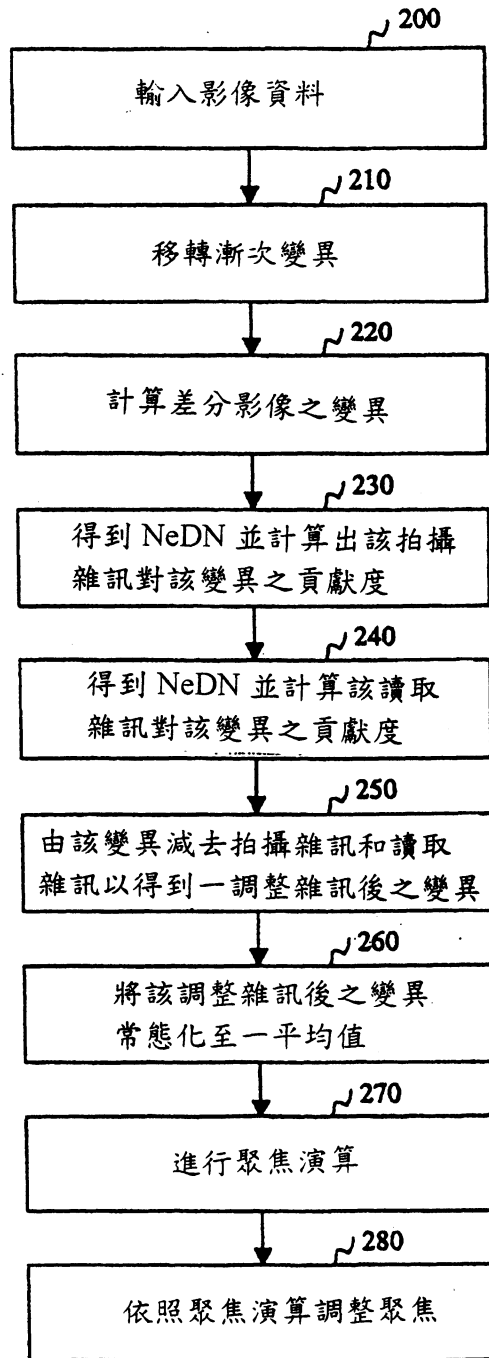 200
輸入影像資料
210
移轉漸次變異
220
計算差分影像之變異
230
得到 NeDN 並計算出該拍攝
雜訊對該變異之貢獻度
240
得到 NeDN 並計算該讀取
雜訊對該變異之貢獻度
250
由該變異減去拍攝雜訊和讀取
雜訊以得到一調整雜訊後之變異
260
將該調整雜訊後之變異
常態化至一平均值
270
進行聚焦演算
280
依照聚焦演算調整聚焦